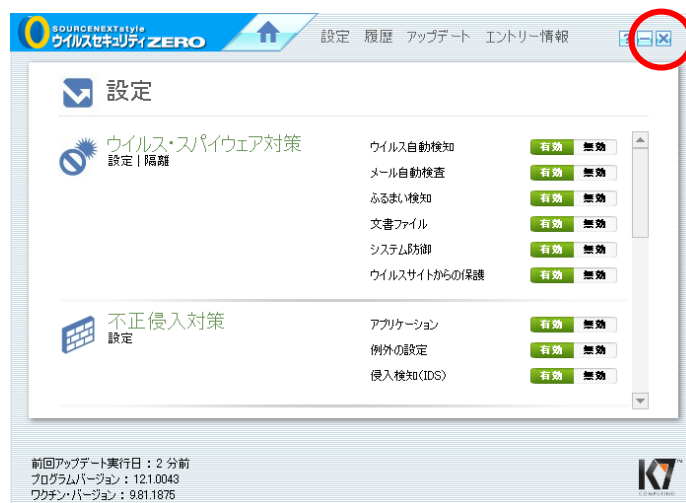 SOURCENEXTstyle
ウイルスセキュリティZERO
設定 履歴 アップデート エントリー情報
設定
ウイルス・スパイウェア対策
設定 | 隔離
ウイルス自動検知 有効 無効
メール自動検査 有効 無効
ふるまい検知 有効 無効
文書ファイル 有効 無効
システム防御 有効 無効
ウイルスサイトからの保護 有効 無効
不正侵入対策
設定
アプリケーション 有効 無効
例外の設定 有効 無効
侵入検知(IDS) 有効 無効
前回アップデート実行日 : 2 分前
プログラムバージョン : 12.1.0043
ワクチン・バージョン : 9.81.1875
K7
COMPUTING